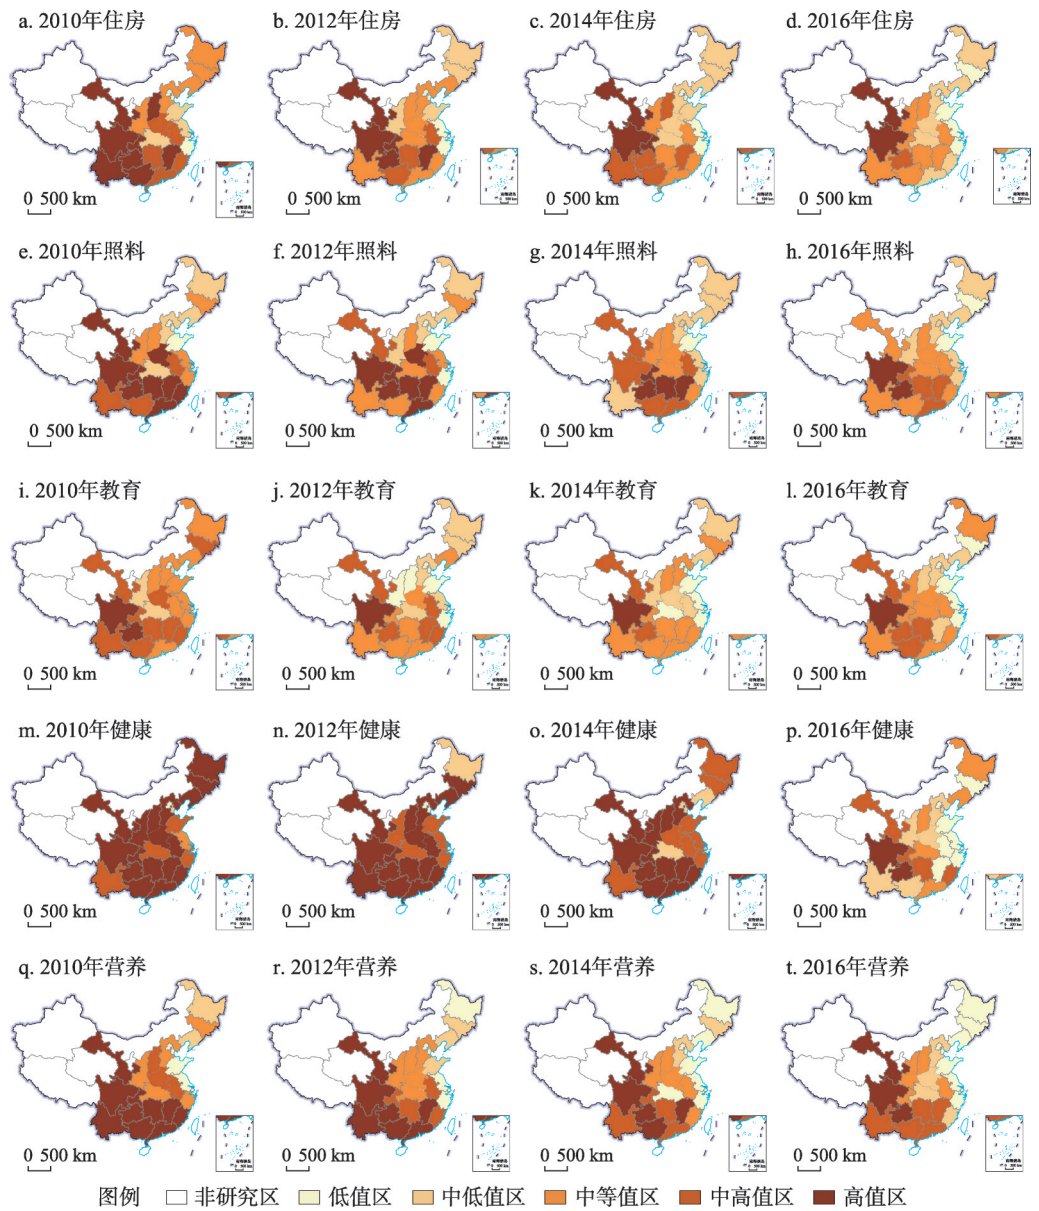 a. 2010年住房
b. 2012年住房
c. 2014年住房
d. 2016年住房
0 500 km
0 500 km
0 500 km
0 500 km
e. 2010年照料
f. 2012年照料
g. 2014年照料
h. 2016年照料
0 500 km
0 500 km
0 500 km
0 500 km
i. 2010年教育
j. 2012年教育
k. 2014年教育
l. 2016年教育
0 500 km
0 500 km
0 500 km
0 500 km
m. 2010年健康
n. 2012年健康
o. 2014年健康
p. 2016年健康
0 500 km
0 500 km
0 500 km
0 500 km
q. 2010年营养
r. 2012年营养
s. 2014年营养
t. 2016年营养
0 500 km
0 500 km
0 500 km
0 500 km
图例 非研究区 低值区 中低值区 中等值区 中高值区 高值区